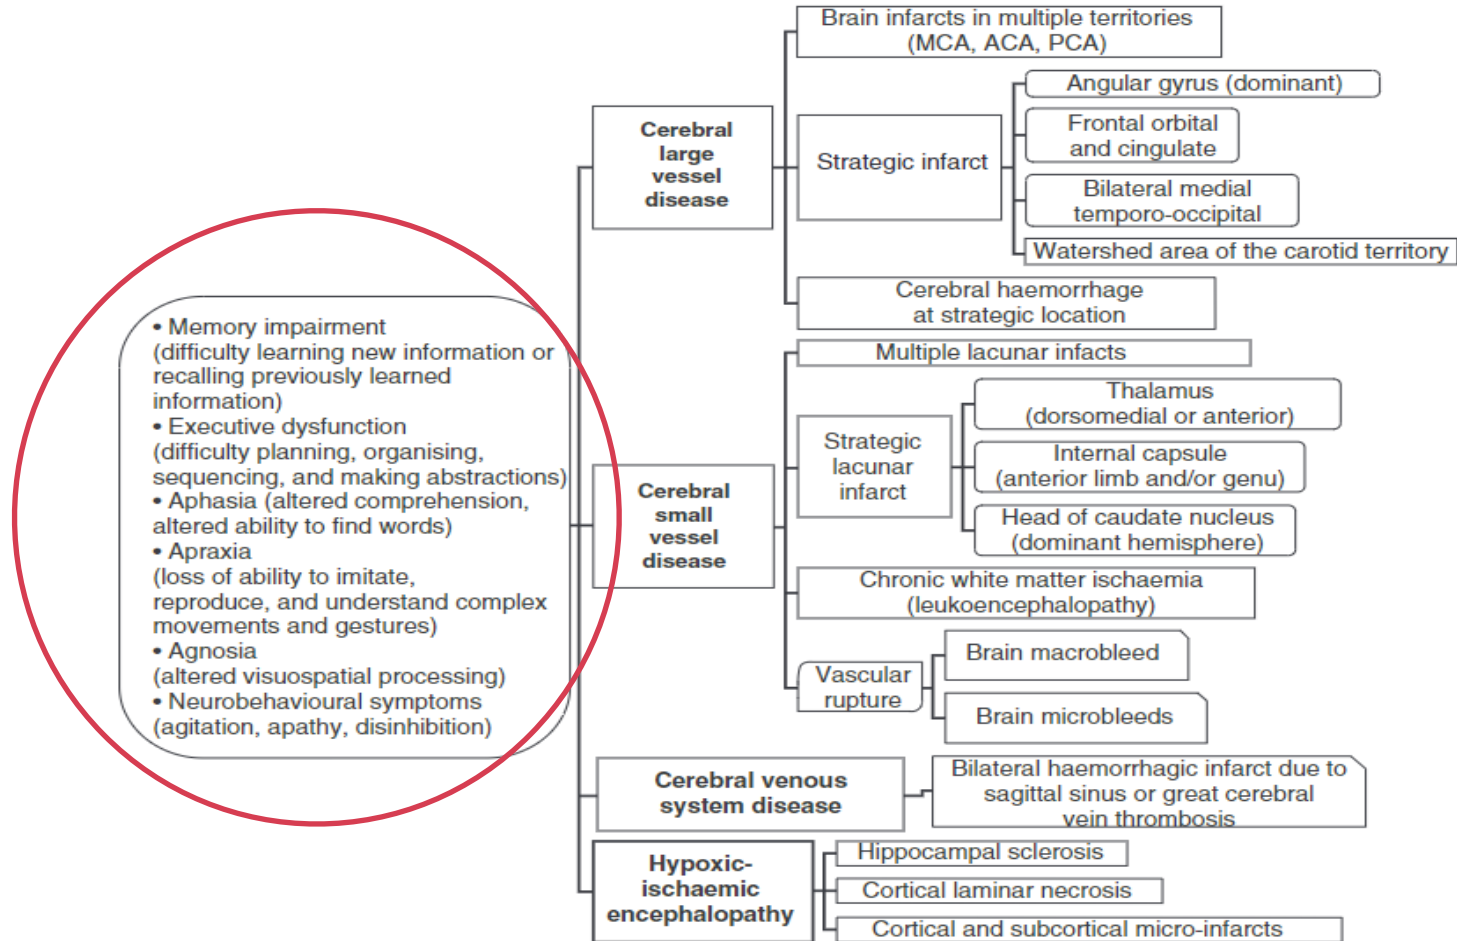 • Memory impairment
(difficulty learning new information or
recalling previously learned
information)
• Executive dysfunction
(difficulty planning, organising,
sequencing, and making abstractions)
• Aphasia (altered comprehension,
altered ability to find words)
• Apraxia
(loss of ability to imitate,
reproduce, and understand complex
movements and gestures)
• Agnosia
(altered visuospatial processing)
• Neurobehavioural symptoms
(agitation, apathy, disinhibition)
Cerebral
large
vessel
disease
Brain infarcts in multiple territories
(MCA, ACA, PCA)
Strategic infarct
Angular gyrus (dominant)
Frontal orbital
and cingulate
Bilateral medial
temporo-occipital
Watershed area of the carotid territory
Cerebral haemorrhage
at strategic location
Cerebral
small
vessel
disease
Multiple lacunar infacts
Strategic
lacunar
infarct
Thalamus
(dorsomedial or anterior)
Internal capsule
(anterior limb and/or genu)
Head of caudate nucleus
(dominant hemisphere)
Chronic white matter ischaemia
(leukoencephalopathy)
Vascular
rupture
Brain macrobleed
Brain microbleeds
Cerebral venous
system disease
Bilateral haemorrhagic infarct due to
sagittal sinus or great cerebral
vein thrombosis
Hypoxic-
ischaemic
encephalopathy
Hippocampal sclerosis
Cortical laminar necrosis
Cortical and subcortical micro-infarcts